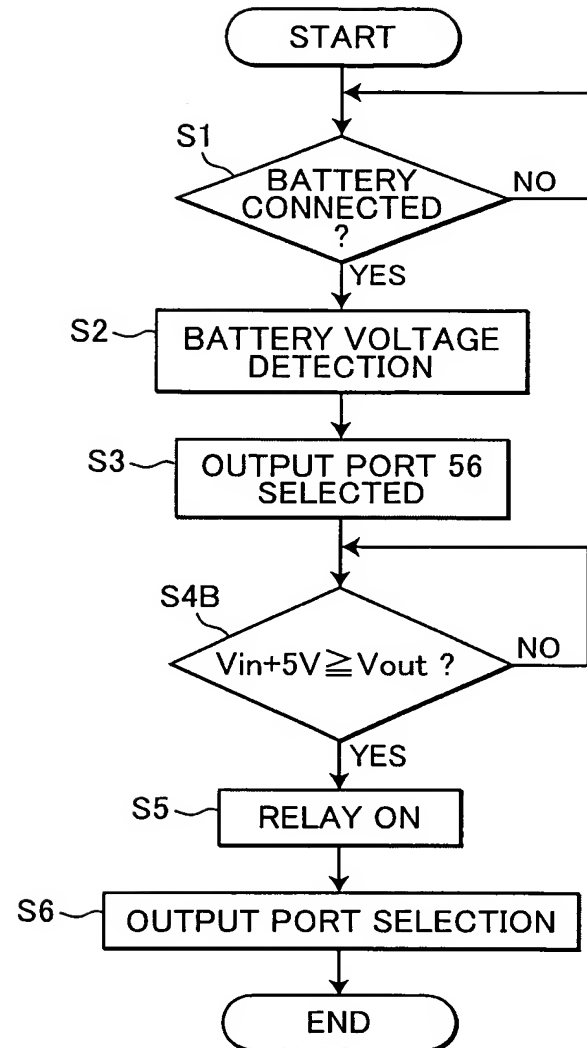 START
S1
BATTERY
CONNECTED
?
NO
YES
S2
BATTERY VOLTAGE
DETECTION
S3
OUTPUT PORT 56
SELECTED
S4B
Vin+5V≧Vout ?
NO
YES
S5
RELAY ON
S6
OUTPUT PORT SELECTION
END